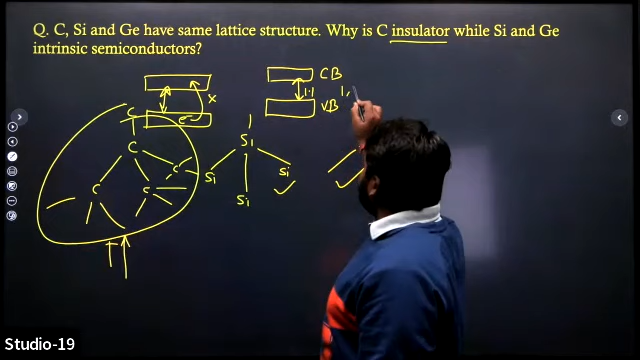 Q. C, Si and Ge have same lattice structure. Why is C insulator while Si and Ge
intrinsic semiconductors?
CB
x
1.1
1.
VB
C
e
C
Si
C
Si
Si
C
C
Si
Studio-19